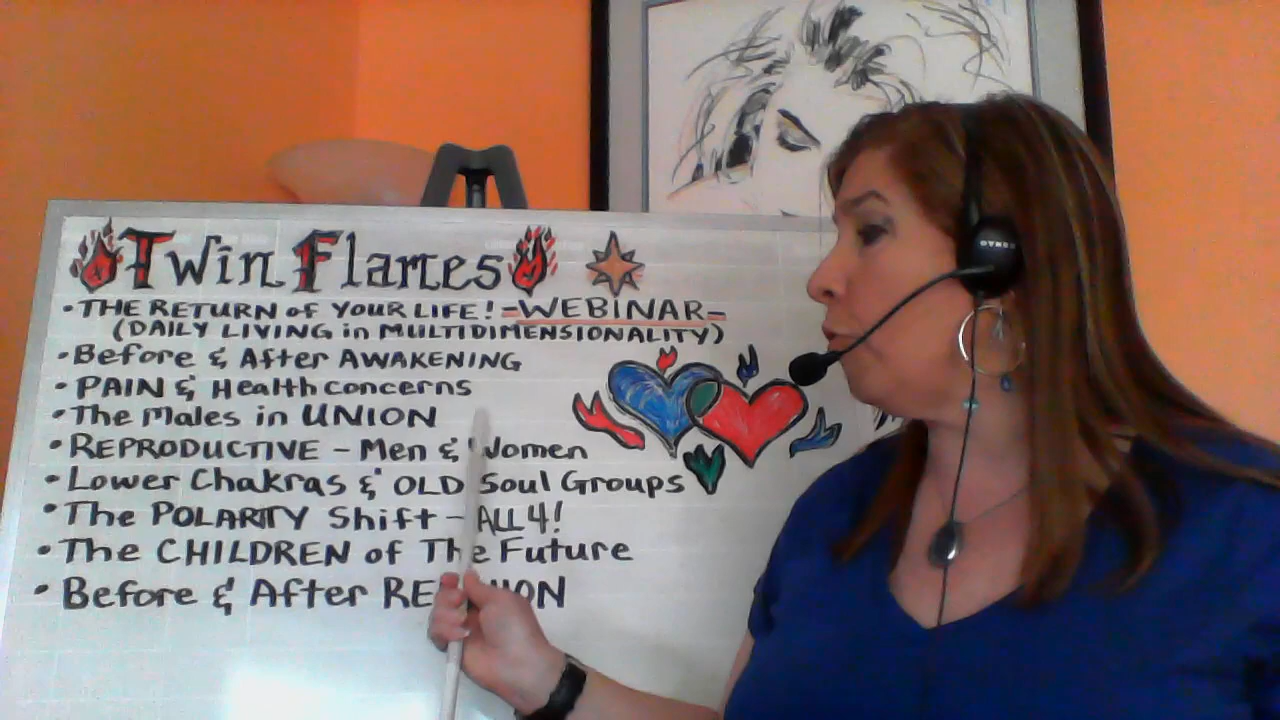 Twin Flames
• THE RETURN of YOUR LIFE! -WEBINAR-
(DAILY LIVING in MULTIDIMENSIONALITY)
• Before & After AWAKENING
• PAIN & Health concerns
• The Males in UNION
• REPRODUCTIVE - Men & Women
• Lower Chakras & OLD Soul Groups
• The POLARITY Shift - ALL 4!
• The CHILDREN of The Future
• Before & After